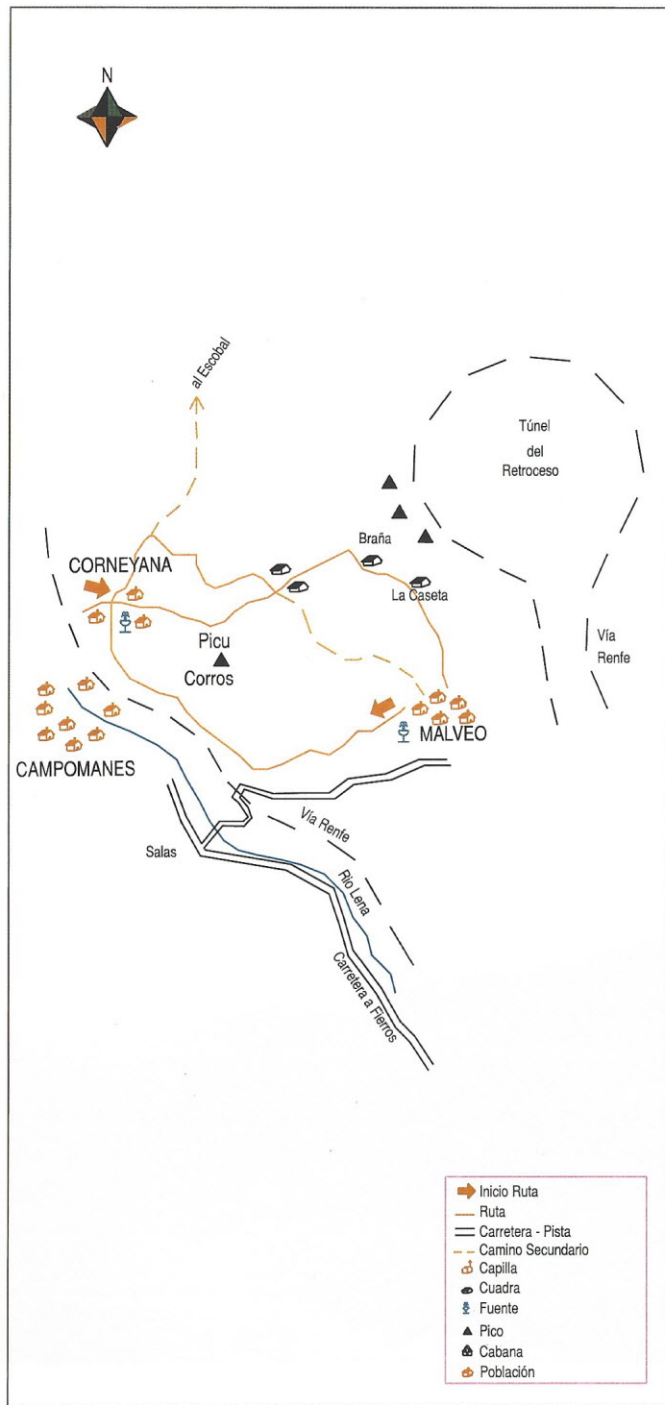 N
al Escobal
Túnel
del
Retroceso
Braña
CORNEYANA
La Caseta
Vía
Renfe
Picu
Corros
MALVEO
CAMPOMANES
Vía Renfe
Salas
Rio Lena
Carretera a Fierros
Inicio Ruta
Ruta
Carretera - Pista
Camino Secundario
Capilla
Cuadra
Fuente
Pico
Cabana
Población